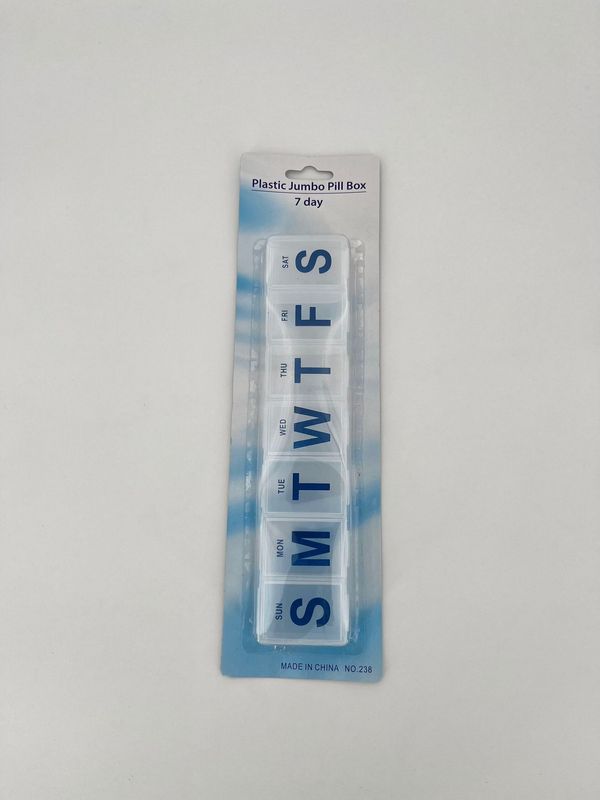 Plastic Jumbo Pill Box
7 day
SAT
S
FRI
F
THU
T
WED
W
TUE
T
MON
M
SUN
S
MADE IN CHINA NO.238